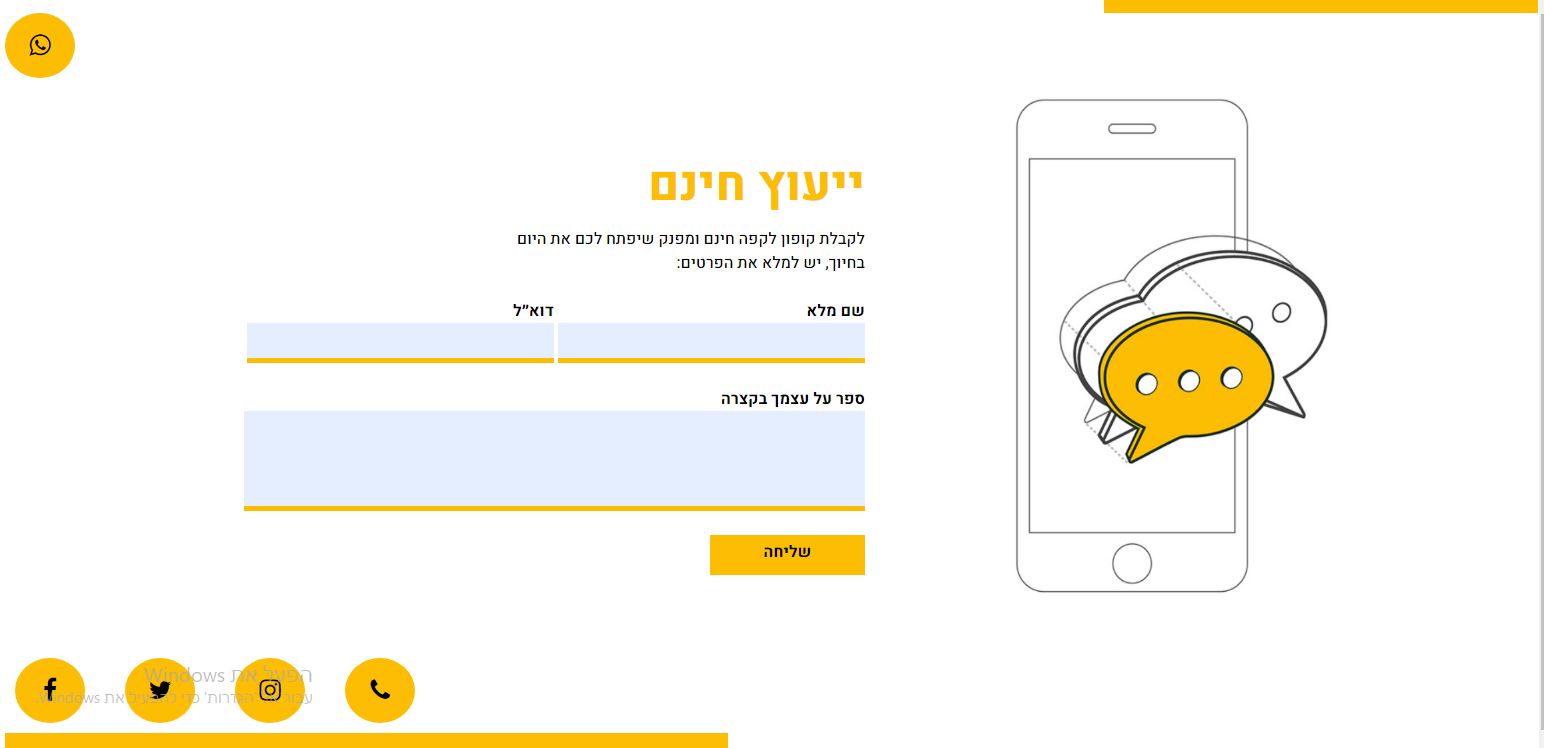 ייעוץ חינם
לקבלת קופון לקפה חינם ומפנק שיפתח לכם את היום
בחיוך, יש למלא את הפרטים:
שם מלא
דוא״ל
ספר על עצמך בקצרה
שליחה
הפעל את Windows
עבור אל 'הגדרות' כדי להפעיל את Windows.